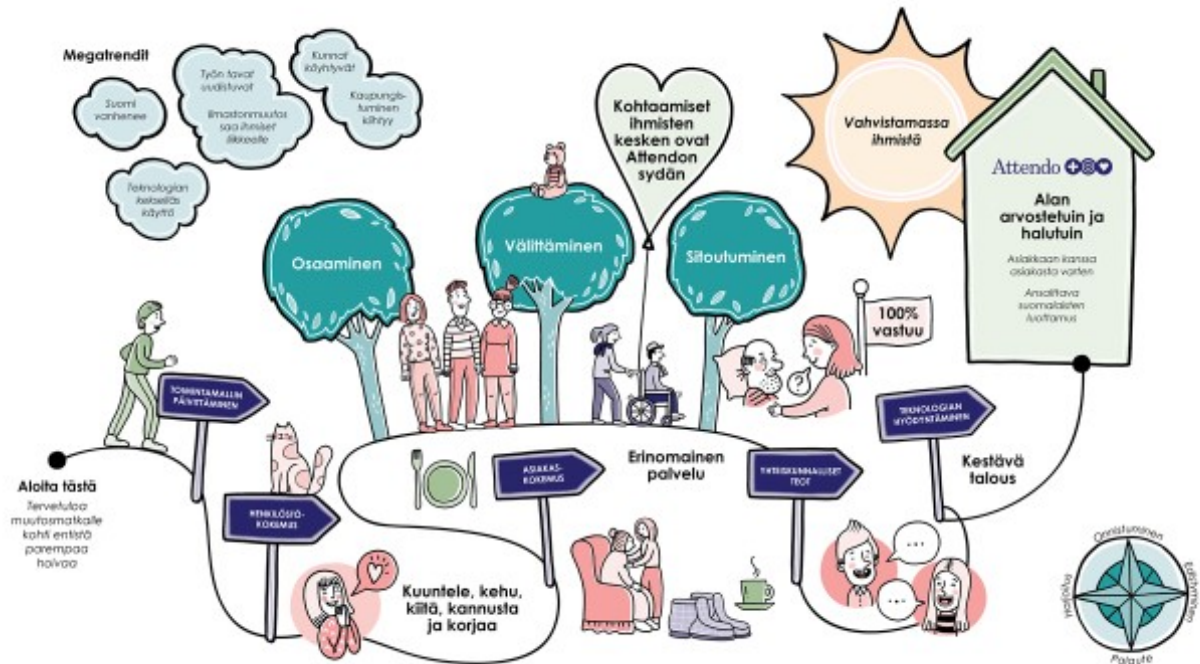 Megatrendit
Suomi
vanhenee
Työn tavat
uudistuvat
Ilmastonmuutos
saa ihmiset
liikkeelle
Kunnat
köyhtyvät
Kaupungis-
tuminen
kiihtyy
Teknologian
kekseliäs
käyttö
Osaaminen
Välittäminen
Sitoutuminen
Kohtaamiset
ihmisten
kesken ovat
Attendon
sydän
Vahvistamassa
ihmistä
Attendo
Alan
arvostetuin ja
halutuin
Asiakkaan kanssa
asiakasta varten
Ansaittava
suomalaisten
luottamus
100%
vastuu
?
Aloita tästä
Tervetuloa
muutosmatkalle
kohti entistä
parempaa
hoivaa
TOIMINTAMALLIN
PÄIVITTÄMINEN
HENKILÖSTÖ-
KOKEMUS
Kuuntele, kehu,
kiitä, kannusta
ja korjaa
ASIAKAS-
KOKEMUS
Erinomainen
palvelu
YHTEISKUNNALLISET
TEOT
...
...
TEKNOLOGIAN
HYÖDYNTÄMINEN
Kestävä
talous
Onnistuminen
Palaute